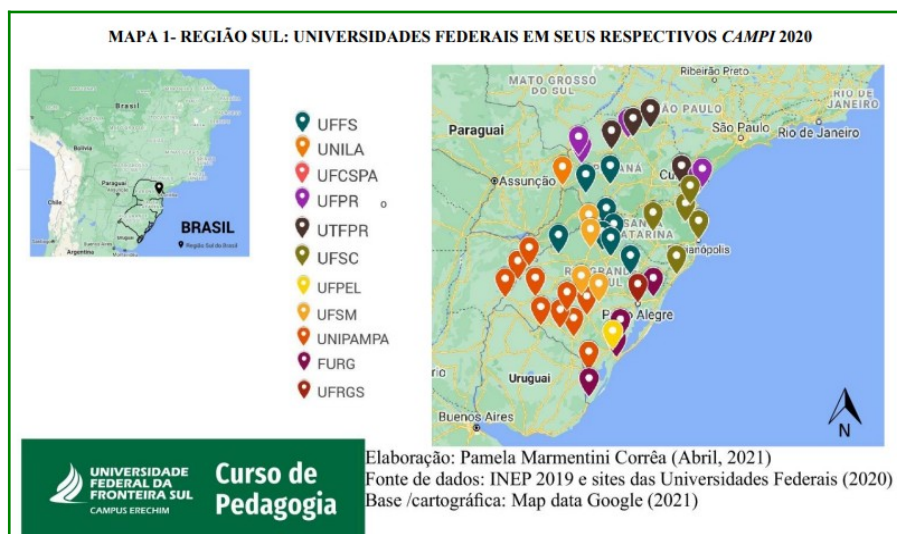 MAPA 1- REGIÃO SUL: UNIVERSIDADES FEDERAIS EM SEUS RESPECTIVOS CAMPI 2020
Brasil
Bolívia
Paraguai
Chile
Uruguai
Argentina
BRASIL
Região Sul do Brasil
UFFS
UNILA
UFCSPA
UFPR
UTFPR
UFSC
UFPEL
UFSM
UNIPAMPA
FURG
UFRGS
MATO GROSSO
DO SUL
Ribeirão Preto
SÃO PAULO
RIO DE
JANEIRO
Paraguai
São Paulo
Rio de Janeiro
Assunção
Uruguai
Buenos Aires
N
UNIVERSIDADE
FEDERAL DA
FRONTEIRA SUL
CAMPUS ERECHIM
Curso de
Pedagogia
Elaboração: Pamela Marmentini Corrêa (Abril, 2021)
Fonte de dados: INEP 2019 e sites das Universidades Federais (2020)
Base /cartográfica: Map data Google (2021)